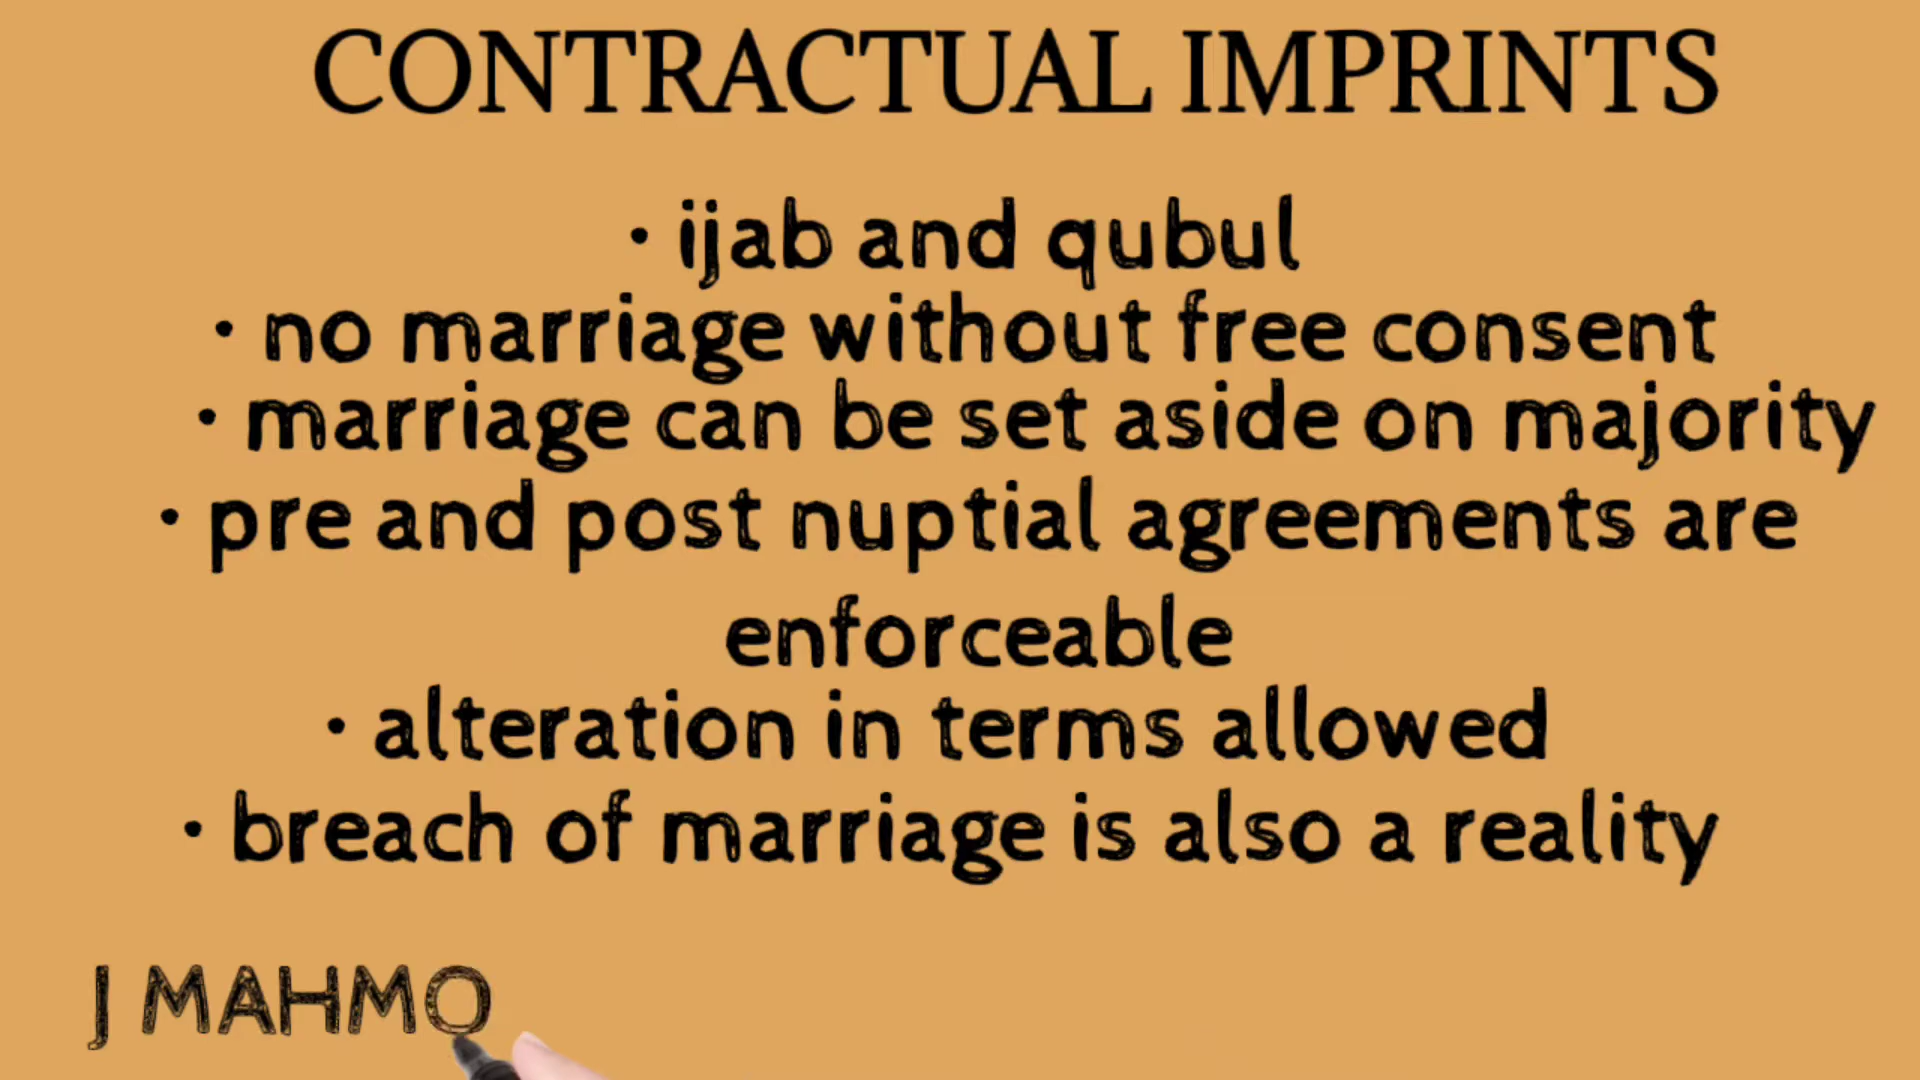 CONTRACTUAL IMPRINTS
• ijab and qubul
• no marriage without free consent
• marriage can be set aside on majority
• pre and post nuptial agreements are
enforceable
• alteration in terms allowed
• breach of marriage is also a reality
J MAHMO